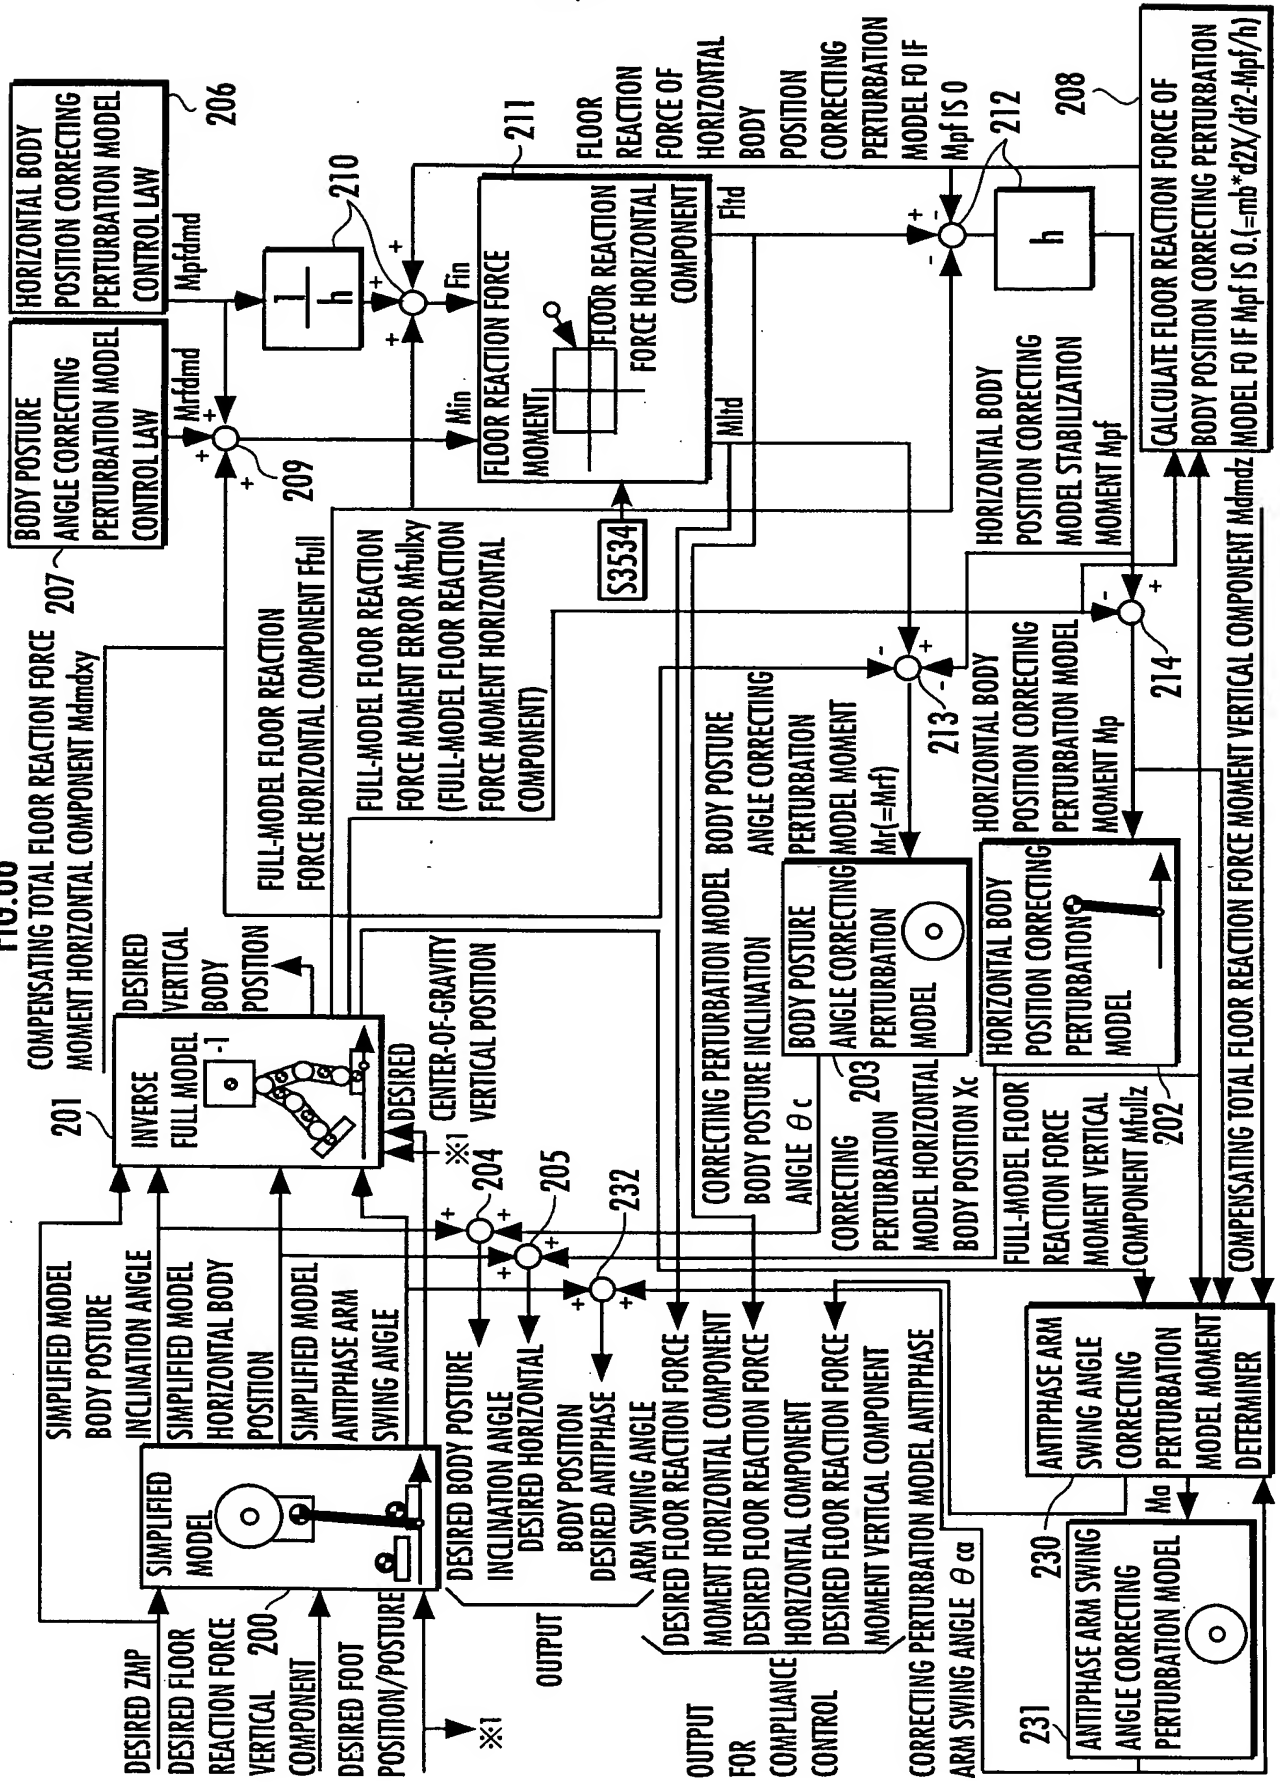 FIG.66
COMPENSATING TOTAL FLOOR REACTION FORCE
MOMENT HORIZONTAL COMPONENT Mdmdxy
207
BODY POSTURE
ANGLE CORRECTING
PERTURBATION MODEL
CONTROL LAW
Mrfdmd
HORIZONTAL BODY
POSITION CORRECTING
PERTURBATION MODEL
CONTROL LAW
206
Mpfdmd
+
+
+
209
1
h
210
+
+
+
Min
Fin
FULL-MODEL FLOOR REACTION
FORCE HORIZONTAL COMPONENT Ffull
FULL-MODEL FLOOR REACTION
FORCE MOMENT ERROR Mfullxy
(FULL-MODEL FLOOR REACTION
FORCE MOMENT HORIZONTAL
COMPONENT)
S3534
FLOOR REACTION FORCE
MOMENT
FLOOR REACTION
FORCE HORIZONTAL
COMPONENT
211
Mltd
Fltd
FLOOR
REACTION
FORCE OF
HORIZONTAL
BODY
POSITION
CORRECTING
PERTURBATION
MODEL F0 IF
Mpf IS 0
+
-
-
212
h
201
INVERSE
FULL MODEL
-1
DESIRED
VERTICAL
BODY
POSITION
DESIRED
CENTER-OF-GRAVITY
VERTICAL POSITION
※1
SIMPLIFIED MODEL
BODY POSTURE
INCLINATION ANGLE
SIMPLIFIED MODEL
HORIZONTAL BODY
POSITION
SIMPLIFIED MODEL
ANTIPHASE ARM
SWING ANGLE
SIMPLIFIED
MODEL
DESIRED ZMP
DESIRED FLOOR
REACTION FORCE
VERTICAL
COMPONENT
200
DESIRED FOOT
POSITION/POSTURE
※1
+
+
204
+
+
205
+
+
232
OUTPUT
DESIRED BODY POSTURE
INCLINATION ANGLE
DESIRED HORIZONTAL
BODY POSITION
DESIRED ANTIPHASE
ARM SWING ANGLE
OUTPUT
FOR
COMPLIANCE
CONTROL
DESIRED FLOOR REACTION FORCE
MOMENT HORIZONTAL COMPONENT
DESIRED FLOOR REACTION FORCE
HORIZONTAL COMPONENT
DESIRED FLOOR REACTION FORCE
MOMENT VERTICAL COMPONENT
CORRECTING PERTURBATION MODEL
BODY POSTURE INCLINATION
ANGLE θc
BODY POSTURE
ANGLE CORRECTING
PERTURBATION
MODEL MOMENT
Mr(=Mrf)
-
+
-
213
BODY POSTURE
ANGLE CORRECTING
PERTURBATION
MODEL
203
CORRECTING
PERTURBATION
MODEL HORIZONTAL
BODY POSITION Xc
HORIZONTAL BODY
POSITION CORRECTING
MODEL STABILIZATION
MOMENT Mpf
-
+
214
HORIZONTAL BODY
POSITION CORRECTING
PERTURBATION MODEL
MOMENT Mp
HORIZONTAL BODY
POSITION CORRECTING
PERTURBATION
MODEL
202
FULL-MODEL FLOOR
REACTION FORCE
MOMENT VERTICAL
COMPONENT Mfullz
208
CALCULATE FLOOR REACTION FORCE OF
BODY POSITION CORRECTING PERTURBATION
MODEL F0 IF Mpf IS 0.(=mb*d2X/dt2-Mpf/h)
COMPENSATING TOTAL FLOOR REACTION FORCE MOMENT VERTICAL COMPONENT Mdmdz
ANTIPHASE ARM
SWING ANGLE
CORRECTING
PERTURBATION
MODEL MOMENT
DETERMINER
230
Ma
CORRECTING PERTURBATION MODEL ANTIPHASE
ARM SWING ANGLE θca
231
ANTIPHASE ARM SWING
ANGLE CORRECTING
PERTURBATION MODEL